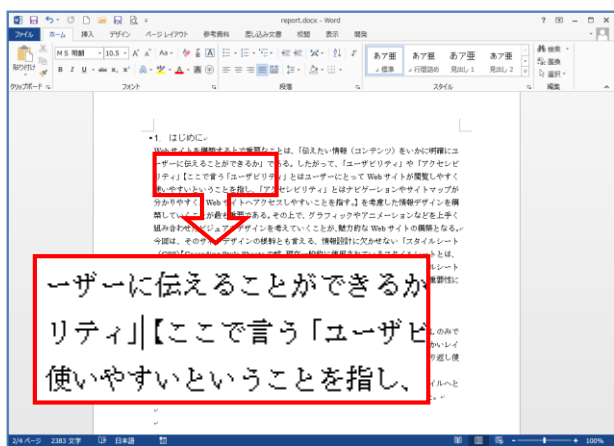 report.docx - Word
ファイル ホーム 挿入 デザイン ページ レイアウト 参考資料 差し込み文書 校閲 表示 開発
MS 明朝 10.5
貼り付け
あア亜 あア亜 あア亜 あア亜
標準 行間詰め 見出し 1 見出し 2
検索
置換
選択
クリップボード フォント 段落 スタイル 編集
1. はじめに
Web サイトを構築する上で重要なことは、「伝えたい情報（コンテンツ）をいかに明確にユ
ーザーに伝えることができるか」である。したがって、「ユーザビリティ」や「アクセシビ
リティ」【ここで言う「ユーザビリティ」とはユーザーにとって Web サイトが閲覧しやすく
使いやすいということを指し、「アクセシビリティ」とはナビゲーションやサイトマップが
分かりやすく、Web サイトへアクセスしやすいことを指す。】を考慮した情報デザインを構
築していくことが最も重要である。その上で、グラフィックやアニメーションなどを上手く
組み合わせたビジュアルデザインを考えていくことが、魅力的な Web サイトの構築となる。
今回は、そのサイトデザインの根幹とも言える、情報設計に欠かせない「スタイルシート
ーザーに伝えることができるか
リティ」【ここで言う「ユーザビ
使いやすいということを指し、
2/4 ページ 2383 文字 日本語 100%